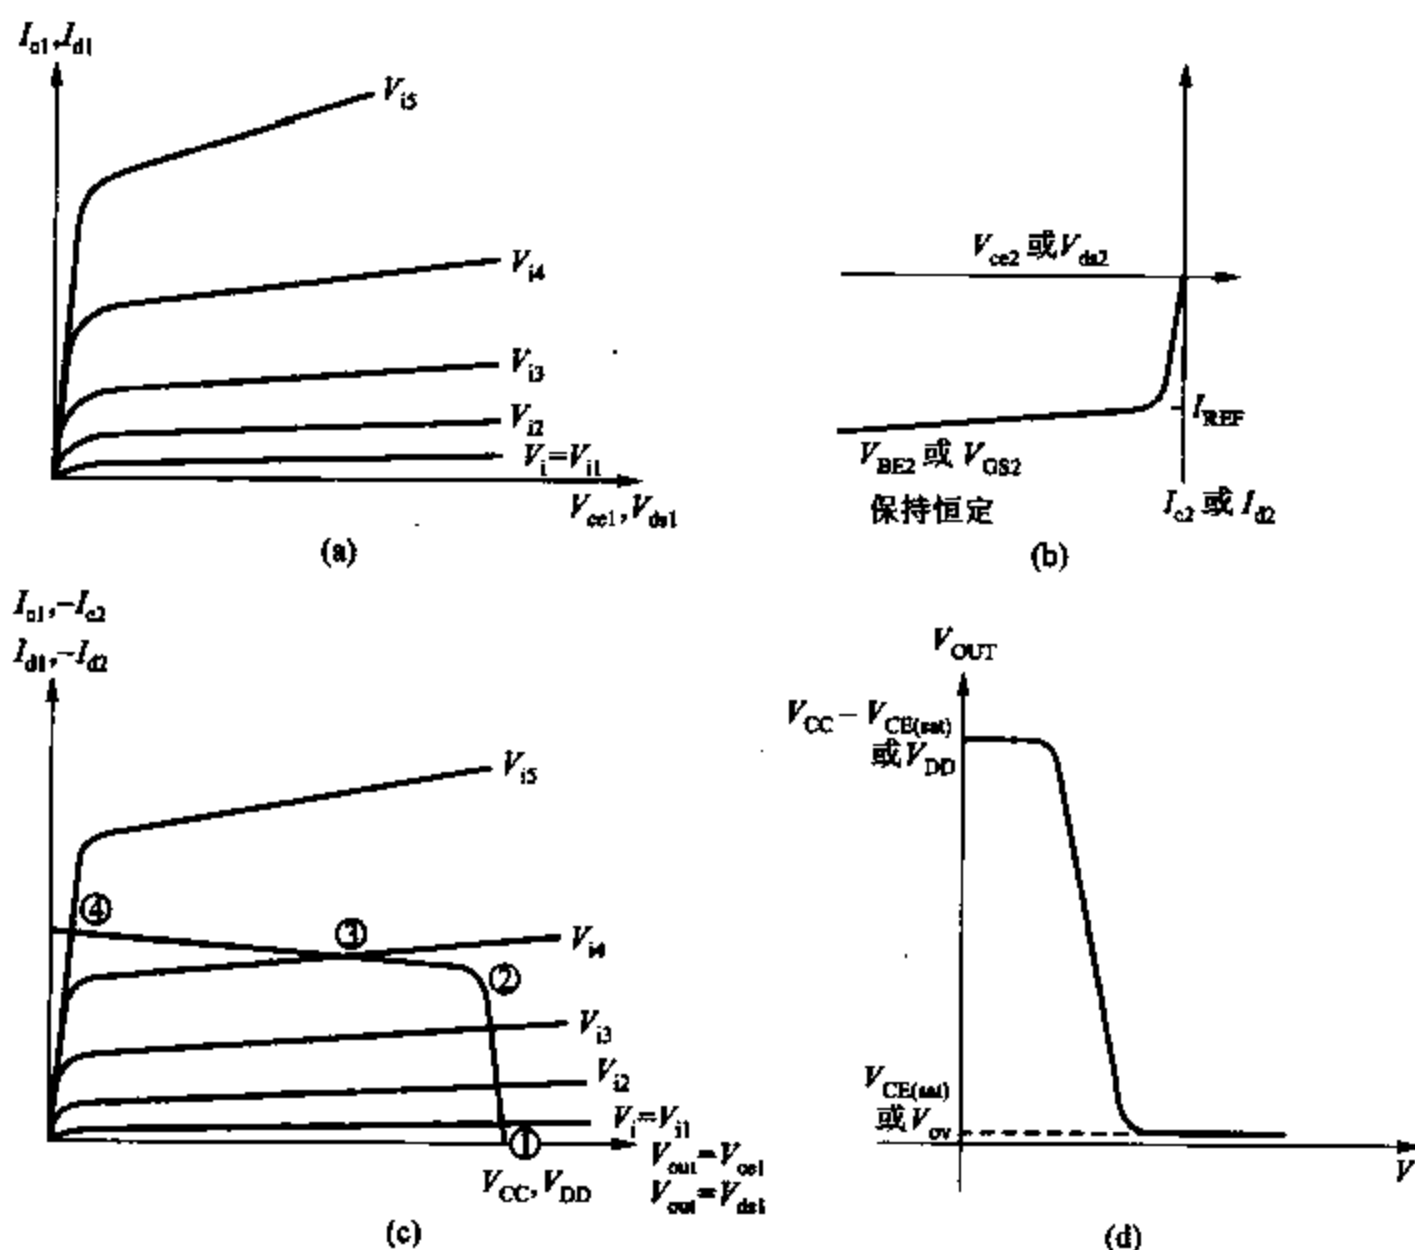 I_c1, I_d1
V_i5
V_i4
V_i3
V_i2
V_i=V_i1
V_ce1, V_ds1
(a)
V_ce2 或 V_ds2
I_REF
V_BE2 或 V_GS2
保持恒定
I_c2 或 I_d2
(b)
I_c1, -I_c2
I_d1, -I_d2
V_i5
④
③
②
V_i4
V_i3
V_i2
V_i=V_i1
①
V_out=V_ce1
V_out=V_ds1
V_CC, V_DD
(c)
V_OUT
V_CC - V_CE(sat)
或 V_DD
V_CE(sat)
或 V_ov
V
(d)